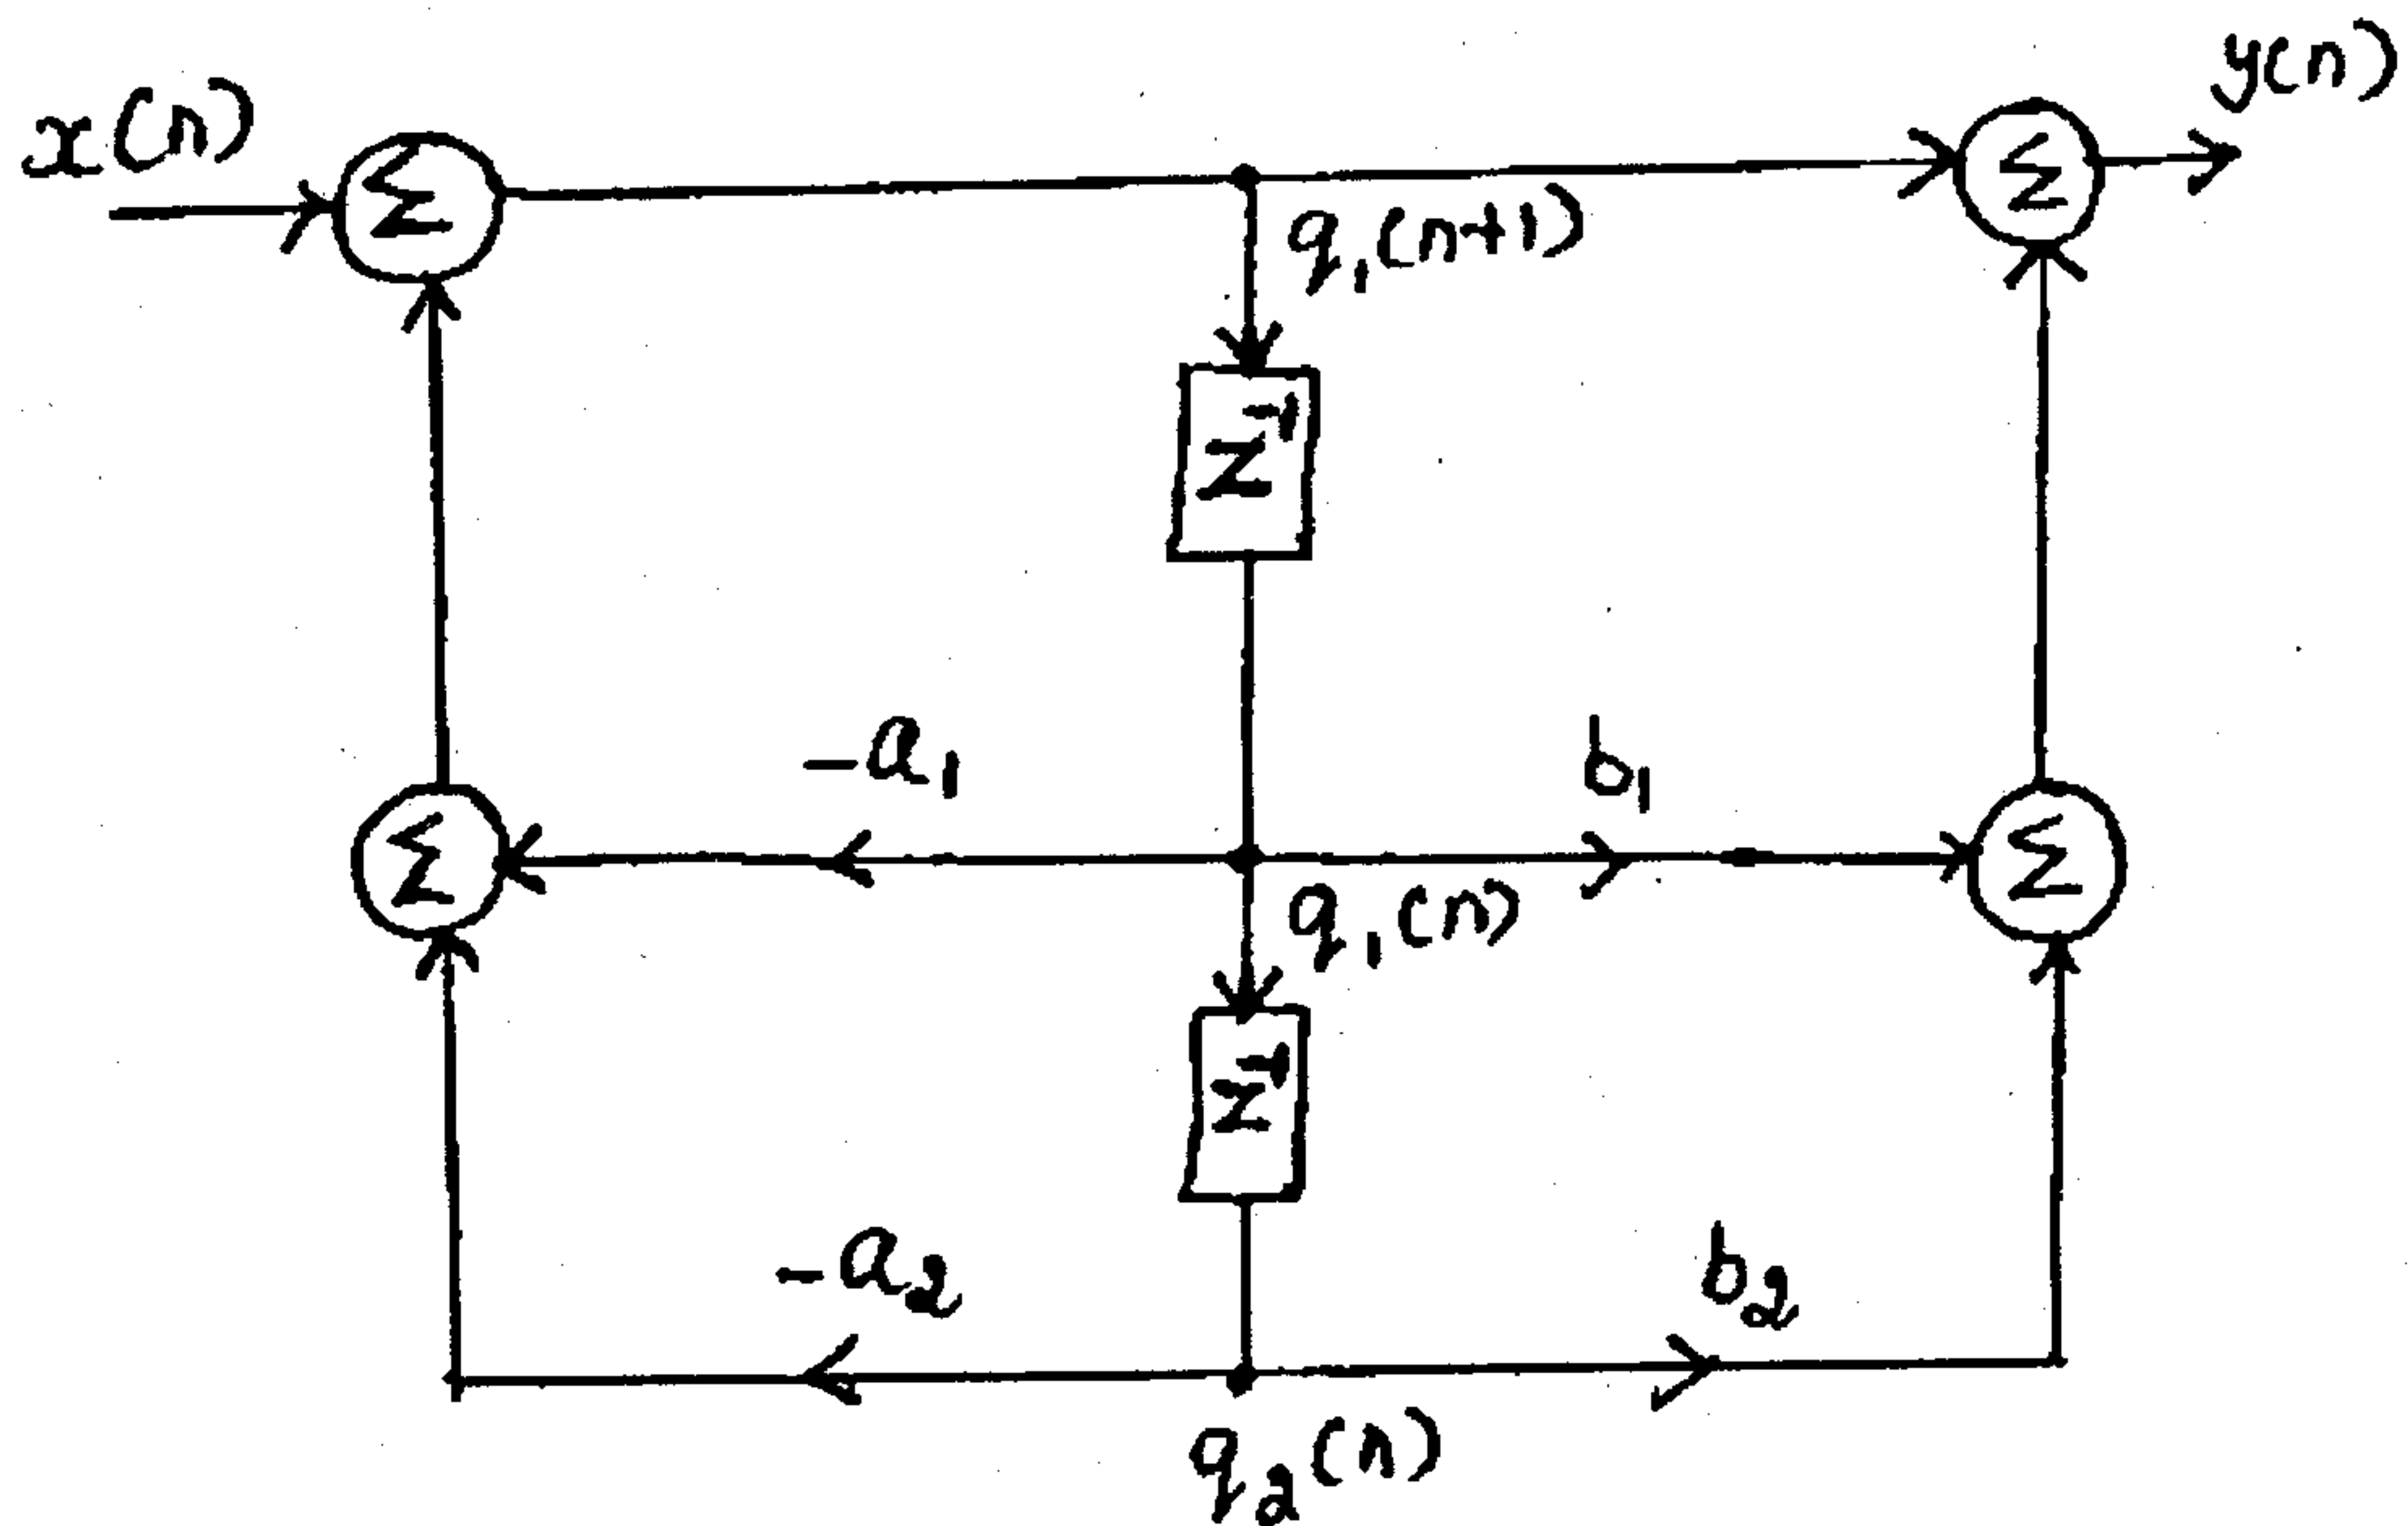 x(n)
y(n)
Σ
Σ
q₁(n+1)
z⁻¹
-a₁
b₁
Σ
Σ
q₁(n)
z⁻¹
-a₂
b₂
q₂(n)